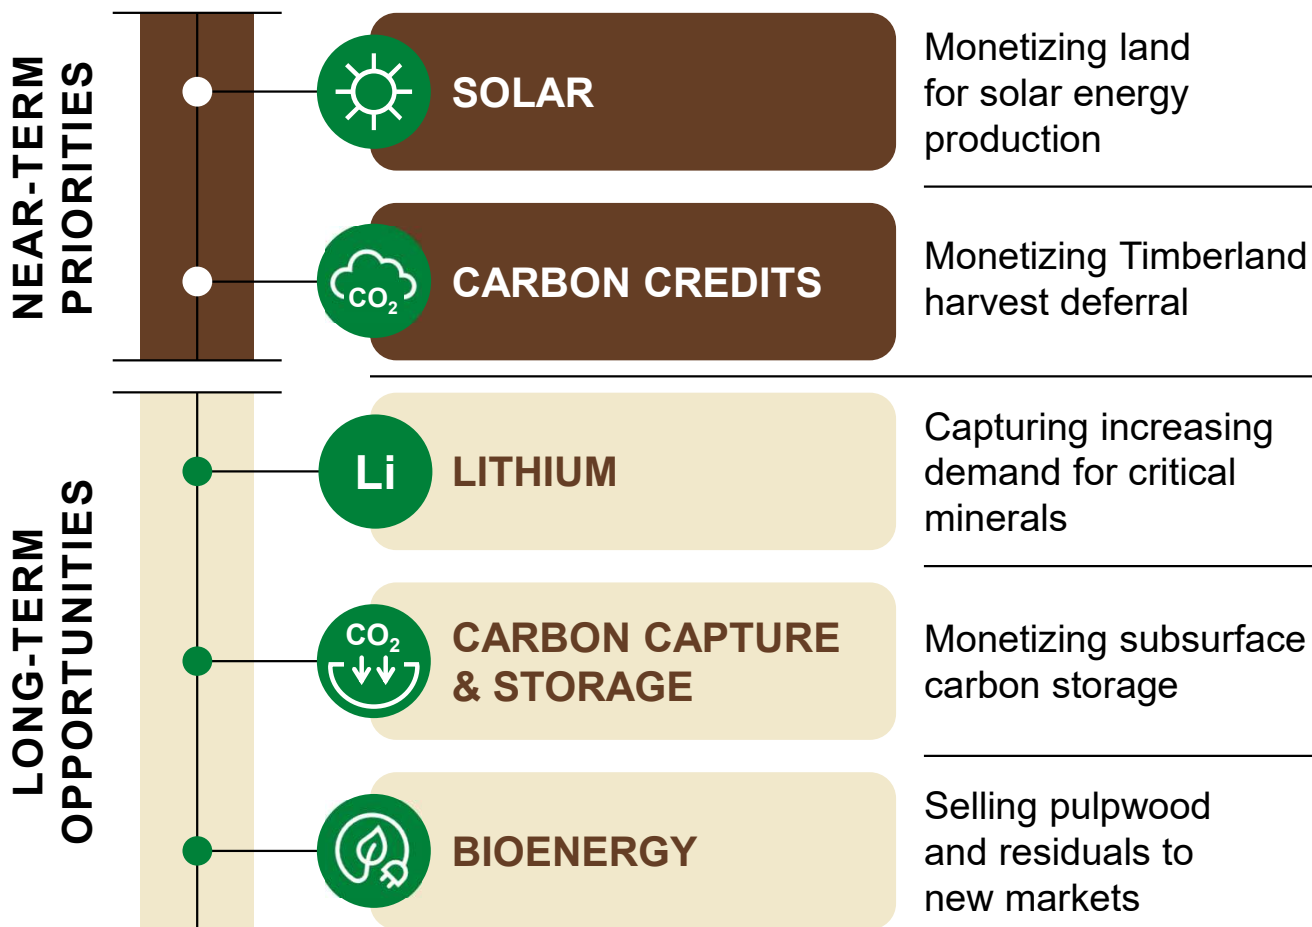 NEAR-TERM
PRIORITIES
SOLAR
Monetizing land
for solar energy
production
CO₂
CARBON CREDITS
Monetizing Timberland
harvest deferral
LONG-TERM
OPPORTUNITIES
Li
LITHIUM
Capturing increasing
demand for critical
minerals
CO₂
CARBON CAPTURE
& STORAGE
Monetizing subsurface
carbon storage
BIOENERGY
Selling pulpwood
and residuals to
new markets